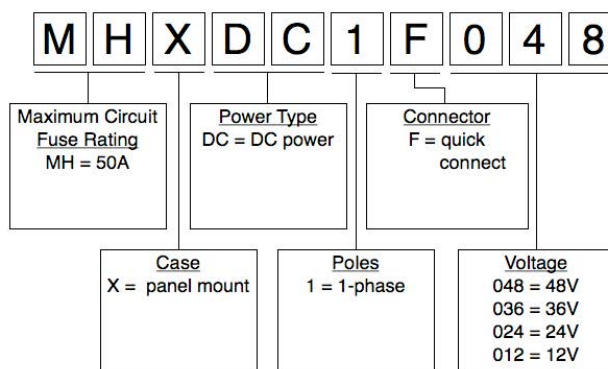 M H X D C 1 F 0 4 8
Maximum Circuit
Fuse Rating
MH = 50A
Power Type
DC = DC power
Connector
F = quick
connect
Case
X = panel mount
Poles
1 = 1-phase
Voltage
048 = 48V
036 = 36V
024 = 24V
012 = 12V